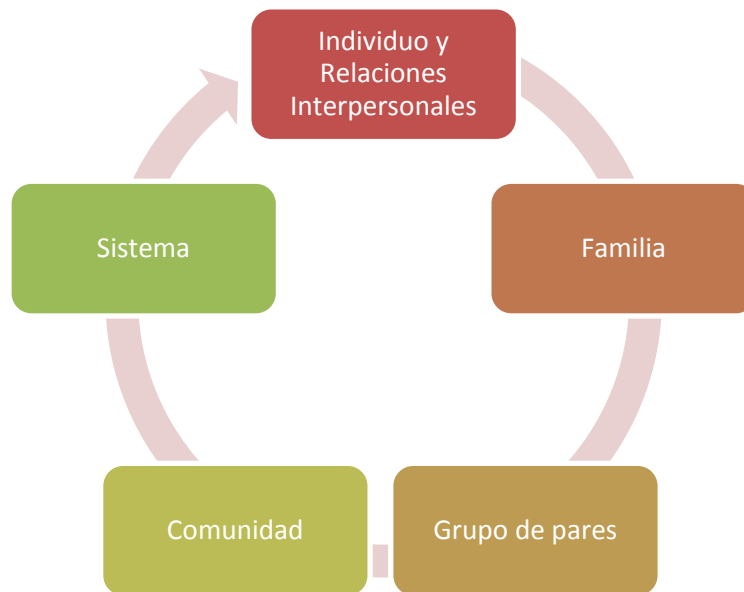 Individuo y
Relaciones
Interpersonales
Sistema
Familia
Comunidad
Grupo de pares